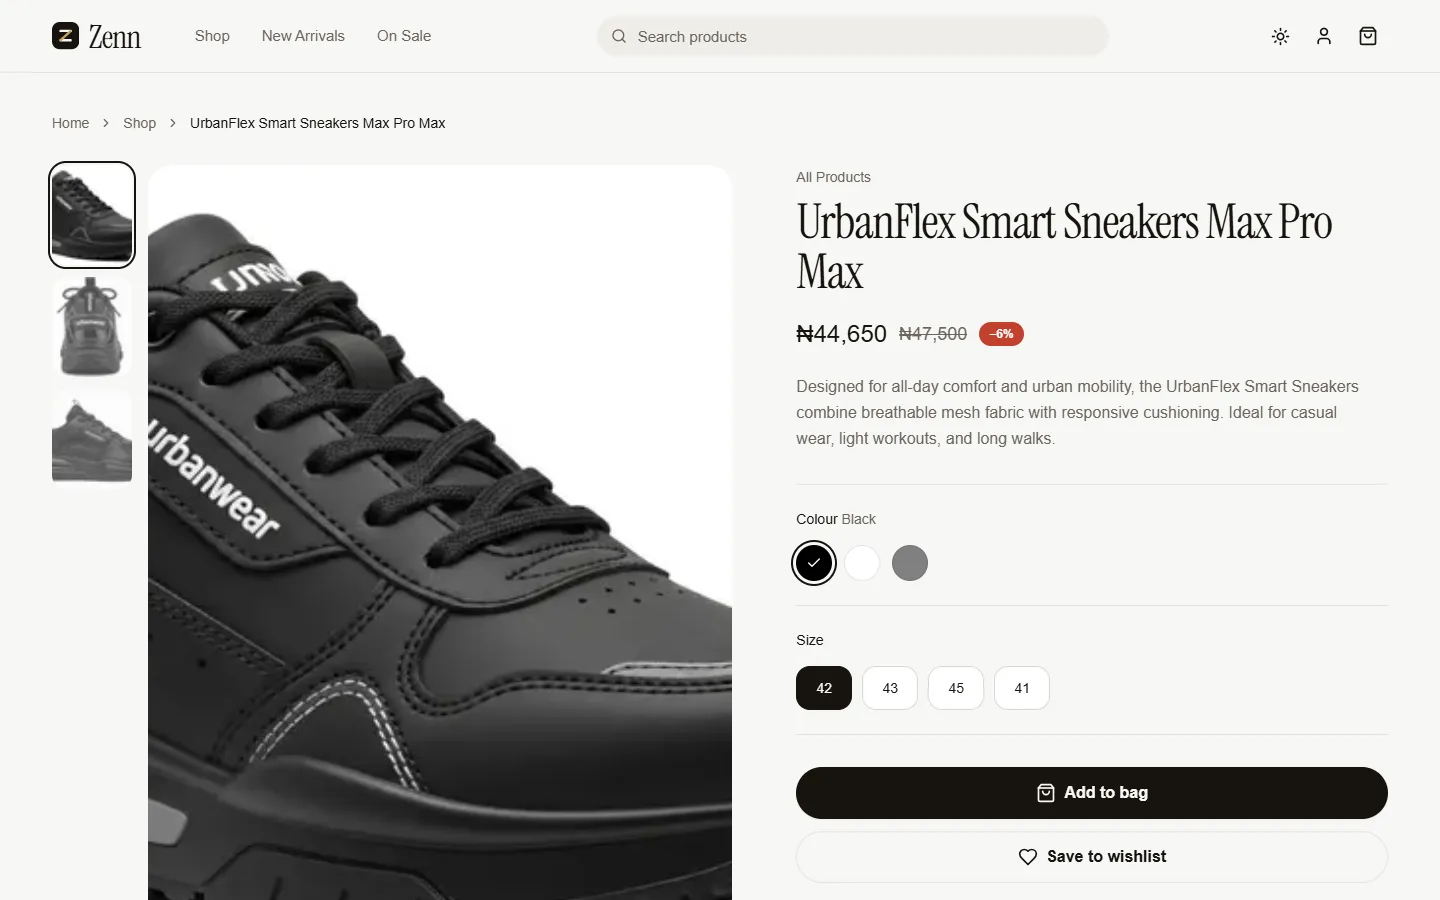 Zenn
Shop
New Arrivals
On Sale
Search products
Home
Shop
UrbanFlex Smart Sneakers Max Pro Max
urbanwear
All Products
UrbanFlex Smart Sneakers Max Pro
Max
₦44,650 ₦47,500 −6%
Designed for all-day comfort and urban mobility, the UrbanFlex Smart Sneakers
combine breathable mesh fabric with responsive cushioning. Ideal for casual
wear, light workouts, and long walks.
Colour Black
Size
42
43
45
41
Add to bag
Save to wishlist